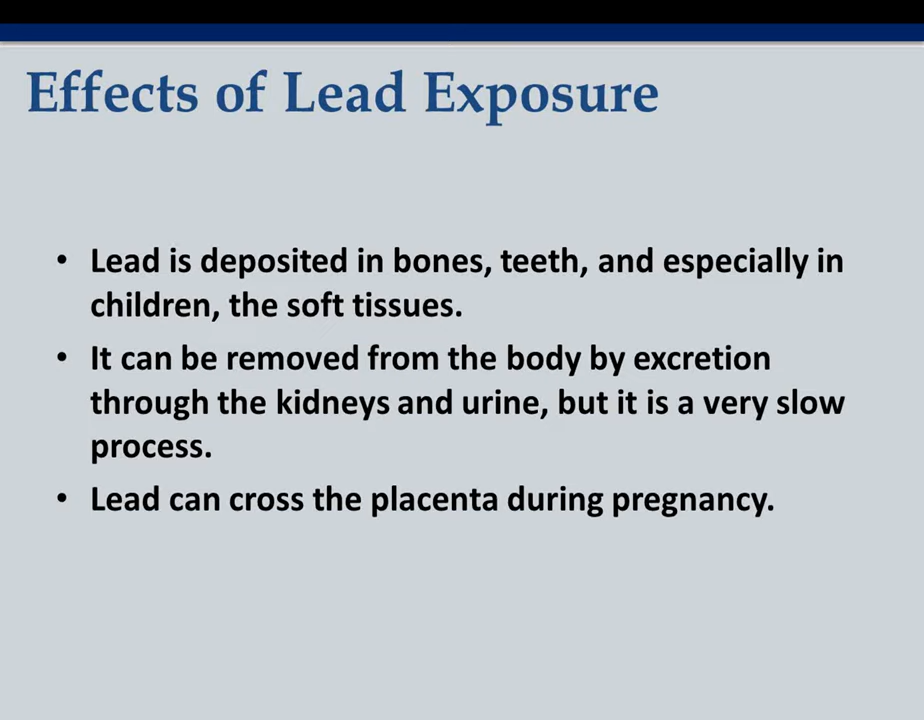 Effects of Lead Exposure
• Lead is deposited in bones, teeth, and especially in
children, the soft tissues.
• It can be removed from the body by excretion
through the kidneys and urine, but it is a very slow
process.
• Lead can cross the placenta during pregnancy.